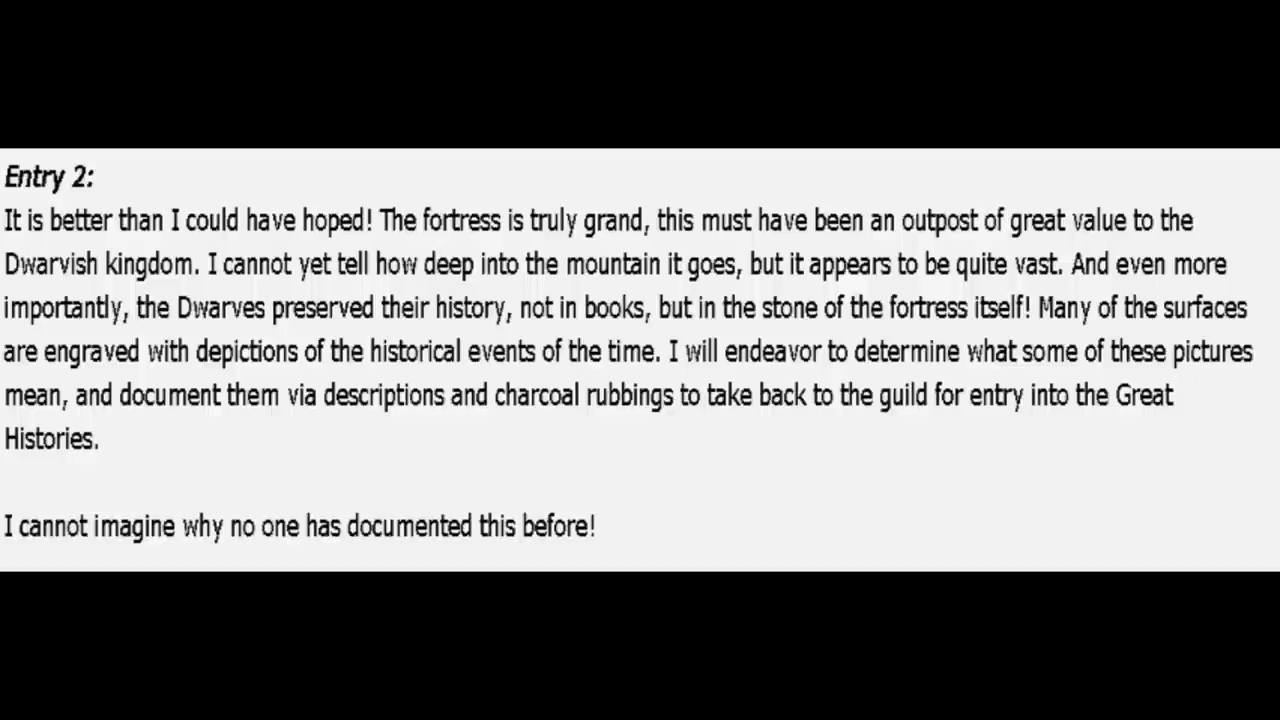 Entry 2:
It is better than I could have hoped! The fortress is truly grand, this must have been an outpost of great value to the
Dwarvish kingdom. I cannot yet tell how deep into the mountain it goes, but it appears to be quite vast. And even more
importantly, the Dwarves preserved their history, not in books, but in the stone of the fortress itself! Many of the surfaces
are engraved with depictions of the historical events of the time. I will endeavor to determine what some of these pictures
mean, and document them via descriptions and charcoal rubbings to take back to the guild for entry into the Great
Histories.
I cannot imagine why no one has documented this before!